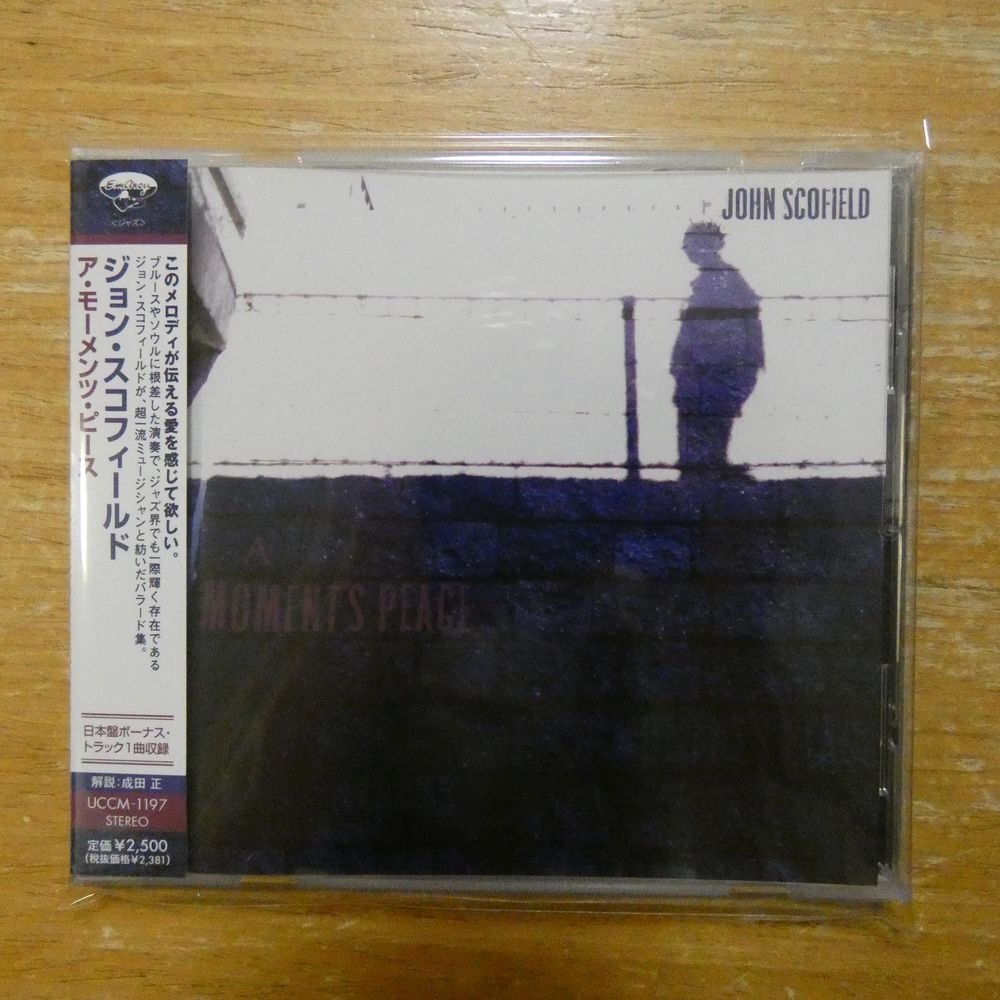 EmArcy
<ジャズ>
このメロディが伝える愛を感じて欲しい。
ブルースやソウルに根差した演奏で、ジャズ界でも一際輝く存在である
ジョン・スコフィールドが、超一流ミュージシャンと紡いだバラード集。
ジョン・スコフィールド
ア・モーメンツ・ピース
日本盤ボーナス・
トラック1曲収録
解説:成田 正
UCCM-1197
STEREO
定価¥2,500
(税抜価格¥2,381)
JOHN SCOFIELD
A
MOMENT'S PEACE